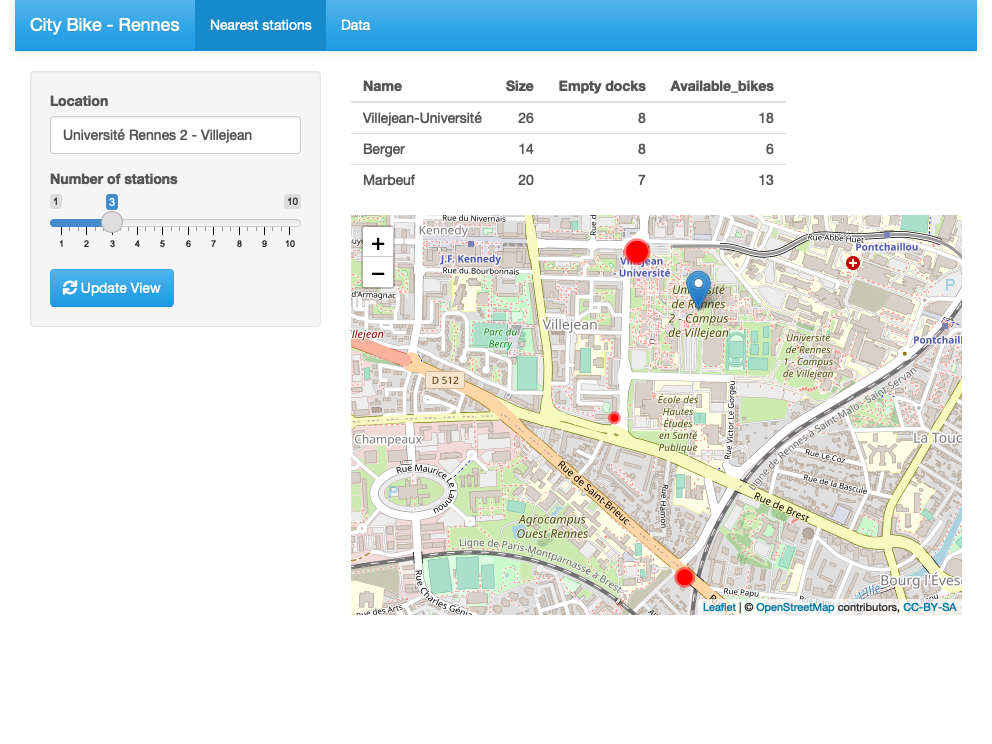 City Bike - Rennes
Nearest stations
Data
Location
Université Rennes 2 - Villejean
Number of stations
1
3
10
1 2 3 4 5 6 7 8 9 10
Update View
Name Size Empty docks Available_bikes
Villejean-Université 26 8 18
Berger 14 8 6
Marbeuf 20 7 13
+
−
Rue du Nivernais
Kennedy
J.F. Kennedy
Rue du Bourbonnais
d'Armagnac
Villejean
- Université
Université
de Rennes
2 - Campus
de Villejean
Rue Abbé Huet
Pontchaillou
P
Pontchaill
llejean
Parc du
Berry
Villejean
Université
de Rennes
1 - Campus
de Villejean
D 512
École des
Hautes
Études
en Santé
Publique
Rue Victor Le Gorgeu
Ligne de Rennes à Saint-Malo - Saint-Servan
La Touc
Champeaux
Rue Maurice Le Lannou
Rue de Saint-Brieuc
Rue Le Coz
Rue de la Bascule
Rue de Brest
Rue Hamon
Agrocampus
Ouest Rennes
Ligne de Paris-Montparnasse à Brest
Rue Charles Géni
Rue Papu
Bourg l'Évesc
L'Ille
e des Arts
Leaflet | © OpenStreetMap contributors, CC-BY-SA